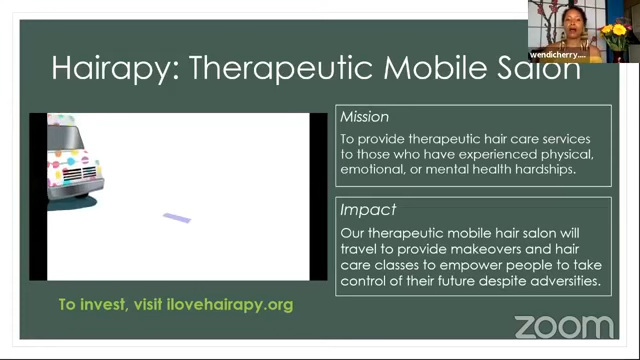 wendicherry....
Hairapy: Therapeutic Mobile Salon
Mission
To provide therapeutic hair care services
to those who have experienced physical,
emotional, or mental health hardships.
Impact
Our therapeutic mobile hair salon will
travel to provide makeovers and hair
care classes to empower people to take
control of their future despite adversities.
To invest, visit ilovehairapy.org
zoom